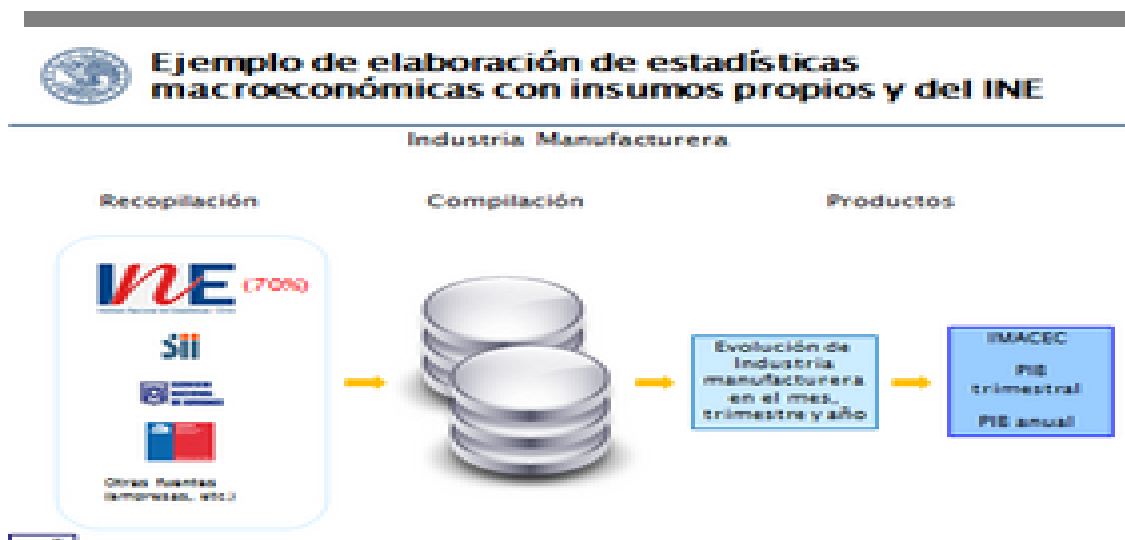 Ejemplo de elaboración de estadísticas
macroeconómicas con insumos propios y del INE
Industria Manufacturera
Recopilación
Compilación
Productos
INE (70%)
Sii
Otras fuentes
(empresas, etc.)
Evolución de
Industria
manufacturera
en el mes,
trimestre y año
IMACEC
PIB
trimestral
PIB anual